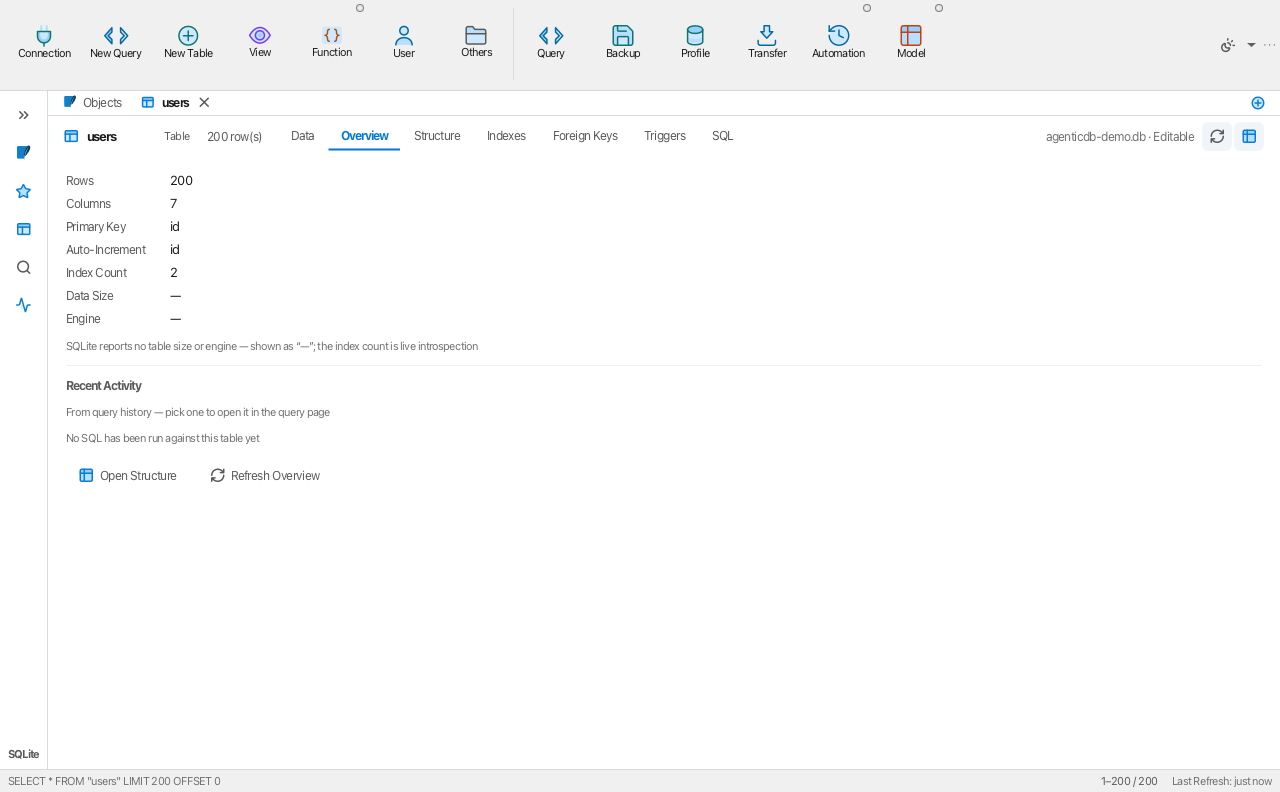 Connection New Query New Table View Function User Others Query Backup Profile Transfer Automation Model
Objects users
users Table 200 row(s) Data Overview Structure Indexes Foreign Keys Triggers SQL agenticdb-demo.db · Editable
Rows 200
Columns 7
Primary Key id
Auto-Increment id
Index Count 2
Data Size —
Engine —
SQLite reports no table size or engine — shown as “—”; the index count is live introspection
Recent Activity
From query history — pick one to open it in the query page
No SQL has been run against this table yet
Open Structure Refresh Overview
SQLite
SELECT * FROM "users" LIMIT 200 OFFSET 0 1–200 / 200 Last Refresh: just now